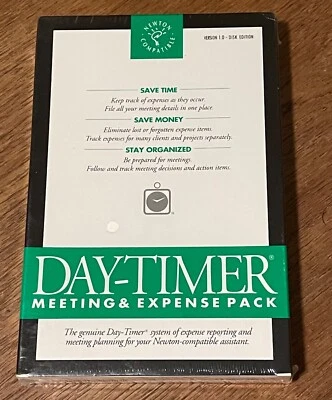 NEWTON
COMPATIBLE
VERSION 1.0 - DISK EDITION
SAVE TIME
Keep track of expenses as they occur.
File all your meeting details in one place.
SAVE MONEY
Eliminate lost or forgotten expense items.
Track expenses for many clients and projects separately.
STAY ORGANIZED
Be prepared for meetings.
Follow and track meeting decisions and action items.
DAY-TIMER®
MEETING & EXPENSE PACK
The genuine Day-Timer® system of expense reporting and
meeting planning for your Newton-compatible assistant.